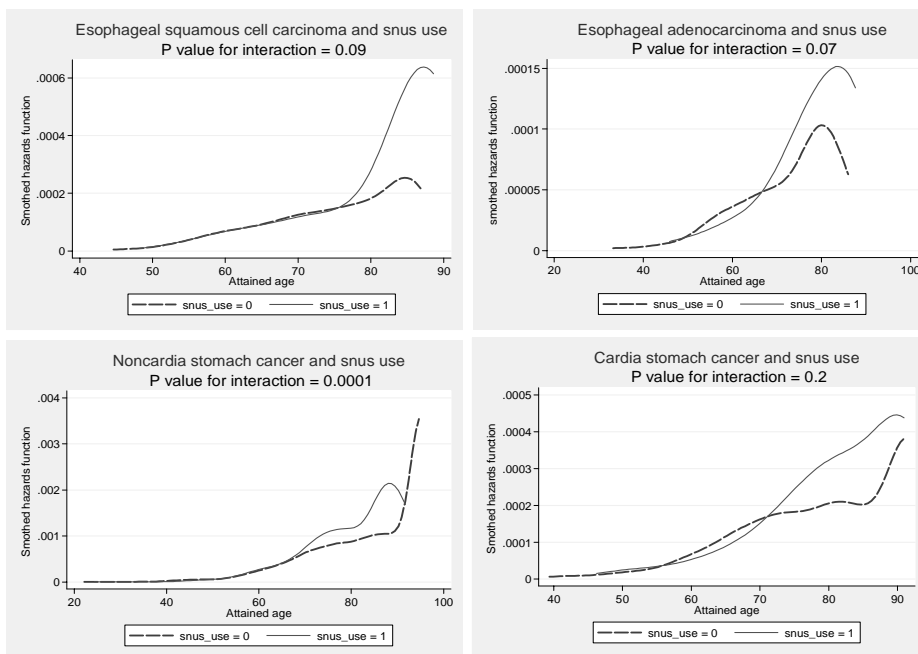 Esophageal squamous cell carcinoma and snus use
P value for interaction = 0.09
Smothed hazards function
.0006
.0004
.0002
0
40 50 60 70 80 90
Attained age
snus_use = 0 snus_use = 1
Esophageal adenocarcinoma and snus use
P value for interaction = 0.07
smothed hazards function
.00015
.0001
.00005
0
20 40 60 80 100
Attained age
snus_use = 0 snus_use = 1
Noncardia stomach cancer and snus use
P value for interaction = 0.0001
Smothed hazards function
.004
.003
.002
.001
0
20 40 60 80 100
Attained age
snus_use = 0 snus_use = 1
Cardia stomach cancer and snus use
P value for interaction = 0.2
Smothed hazards function
.0005
.0004
.0003
.0002
.0001
0
40 50 60 70 80 90
Attained age
snus_use = 0 snus_use = 1